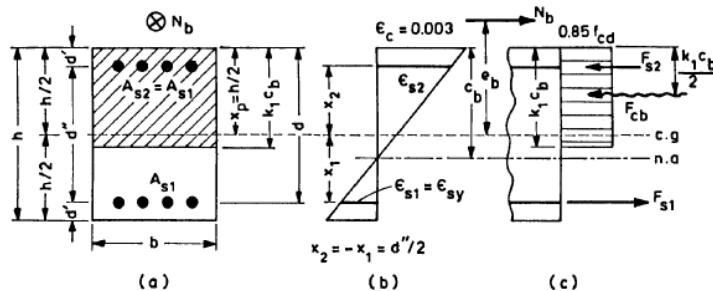 N_b
h
h/2
h/2
d'
d''
d'
A_s2 = A_s1
A_s1
x_p = h/2
k_1 c_b
d
b
(a)
ϵ_c = 0.003
ϵ_s2
x_2
x_1
c_b
e_b
N_b
ϵ_s1 = ϵ_sy
x_2 = -x_1 = d''/2
(b)
0.85 f_cd
F_s2
k_1 c_b
2
F_cb
k_1 c_b
c.g
n.a
F_s1
(c)